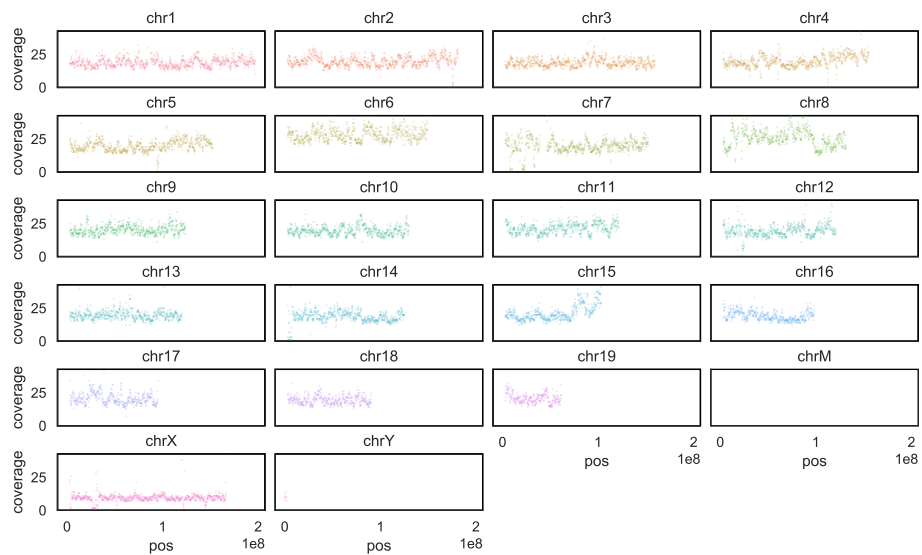 chr1 chr2 chr3 chr4
coverage 25 0
chr5 chr6 chr7 chr8
coverage 25 0
chr9 chr10 chr11 chr12
coverage 25 0
chr13 chr14 chr15 chr16
coverage 25 0
chr17 chr18 chr19 chrM
coverage 25 0
0 1 2 0 1 2
pos 1e8 pos 1e8
chrX chrY
coverage 25 0
0 1 2 0 1 2
pos 1e8 pos 1e8